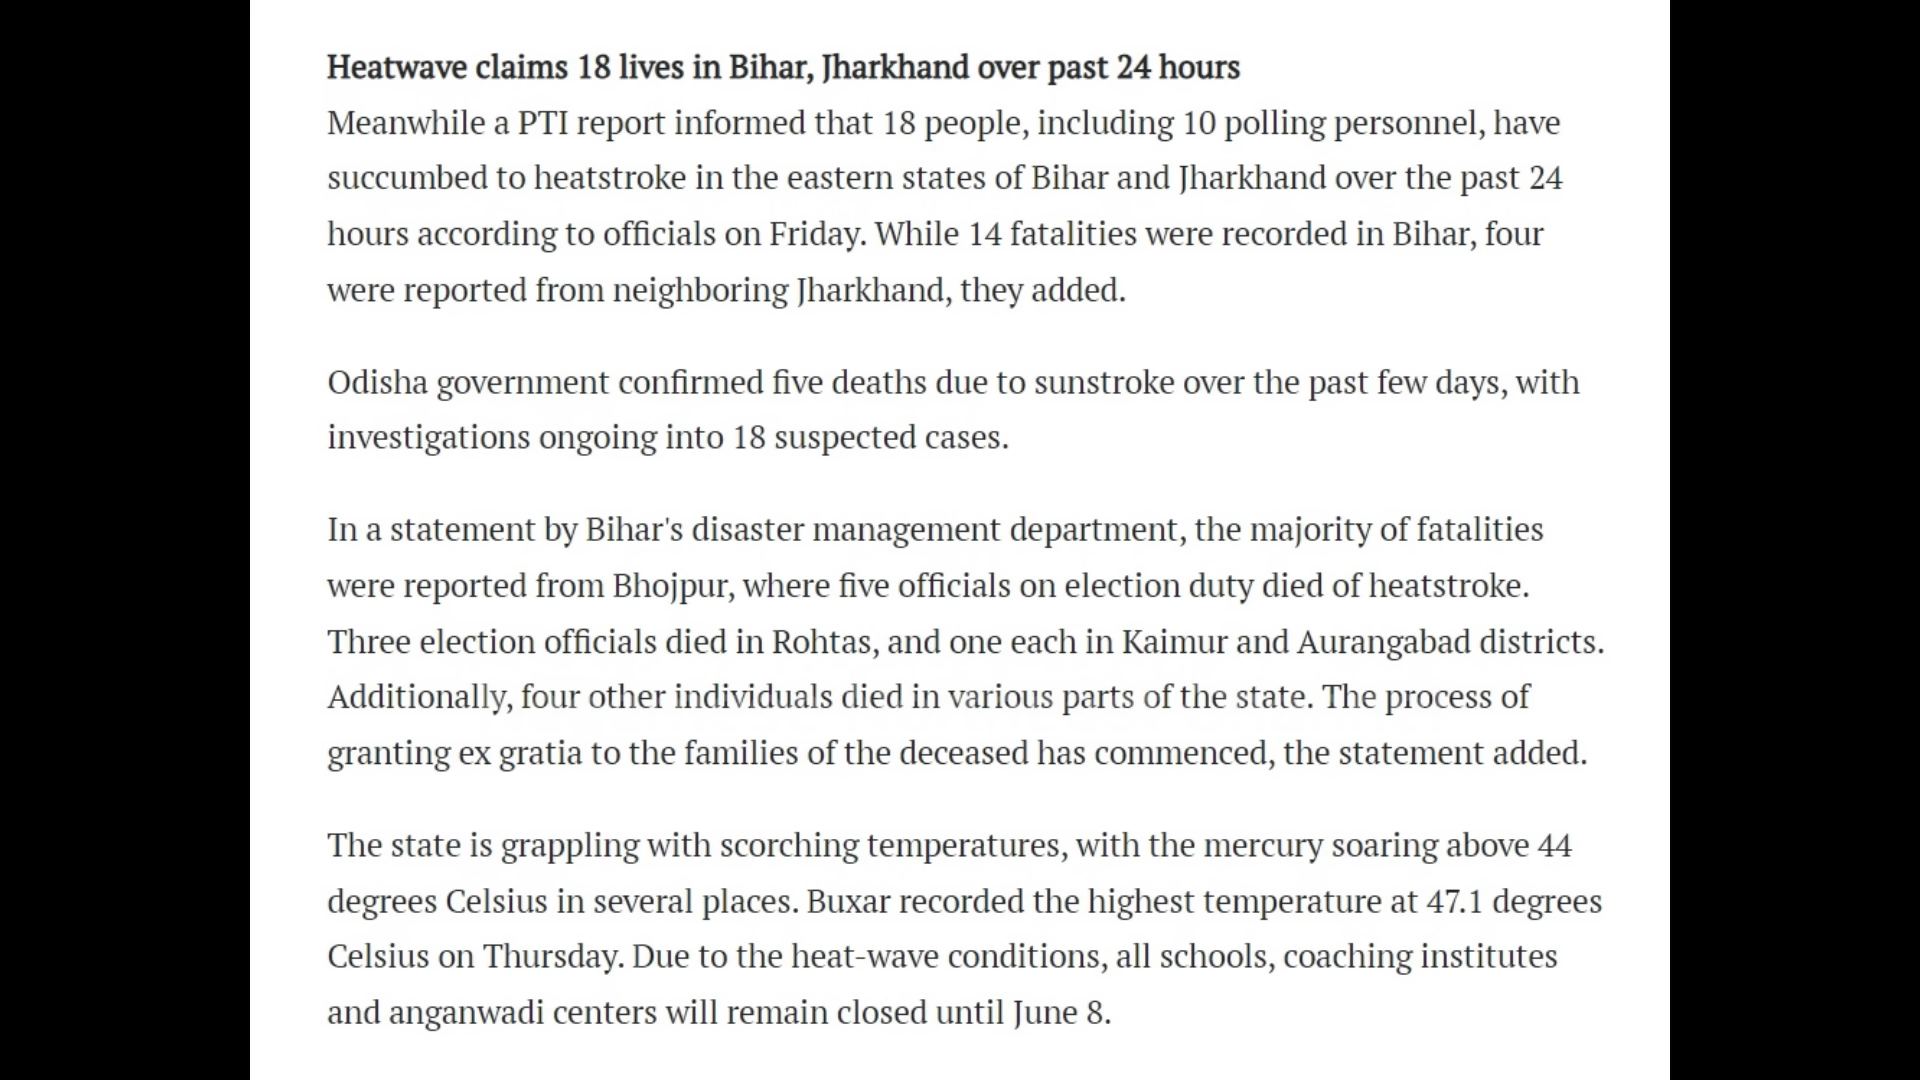 Heatwave claims 18 lives in Bihar, Jharkhand over past 24 hours
Meanwhile a PTI report informed that 18 people, including 10 polling personnel, have
succumbed to heatstroke in the eastern states of Bihar and Jharkhand over the past 24
hours according to officials on Friday. While 14 fatalities were recorded in Bihar, four
were reported from neighboring Jharkhand, they added.
Odisha government confirmed five deaths due to sunstroke over the past few days, with
investigations ongoing into 18 suspected cases.
In a statement by Bihar's disaster management department, the majority of fatalities
were reported from Bhojpur, where five officials on election duty died of heatstroke.
Three election officials died in Rohtas, and one each in Kaimur and Aurangabad districts.
Additionally, four other individuals died in various parts of the state. The process of
granting ex gratia to the families of the deceased has commenced, the statement added.
The state is grappling with scorching temperatures, with the mercury soaring above 44
degrees Celsius in several places. Buxar recorded the highest temperature at 47.1 degrees
Celsius on Thursday. Due to the heat-wave conditions, all schools, coaching institutes
and anganwadi centers will remain closed until June 8.